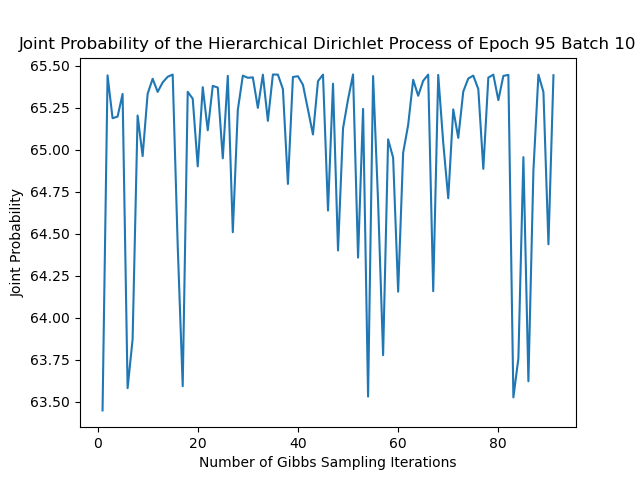 Joint Probability of the Hierarchical Dirichlet Process of Epoch 95 Batch 10
65.50
65.25
65.00
64.75
64.50
64.25
64.00
63.75
63.50
Joint Probability
0 20 40 60 80
Number of Gibbs Sampling Iterations